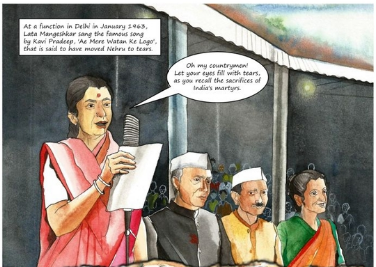 At a function in Delhi in January 1963,
Lata Mangeshkar sang the famous song
by Kavi Pradeep, 'Ae Mere Watan Ke Logo',
that is said to have moved Nehru to tears.
Oh my countrymen!
Let your eyes fill with tears,
as you recall the sacrifices of
India's martyrs.